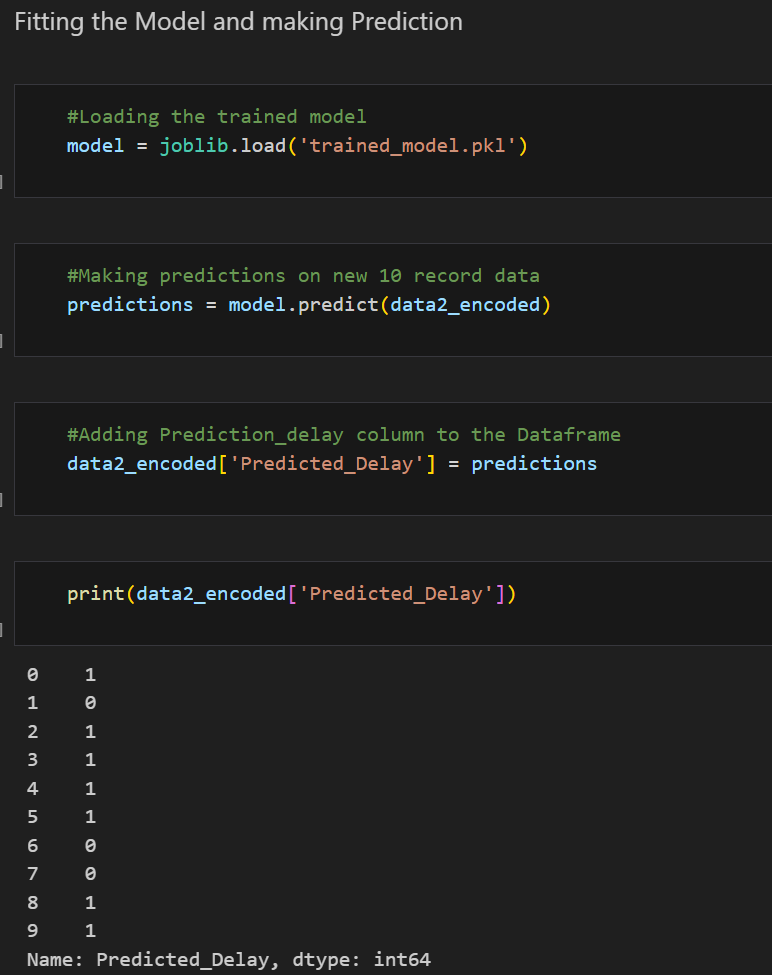 Fitting the Model and making Prediction
#Loading the trained model
model = joblib.load('trained_model.pkl')
#Making predictions on new 10 record data
predictions = model.predict(data2_encoded)
#Adding Prediction_delay column to the Dataframe
data2_encoded['Predicted_Delay'] = predictions
print(data2_encoded['Predicted_Delay'])
0    1
1    0
2    1
3    1
4    1
5    1
6    0
7    0
8    1
9    1
Name: Predicted_Delay, dtype: int64